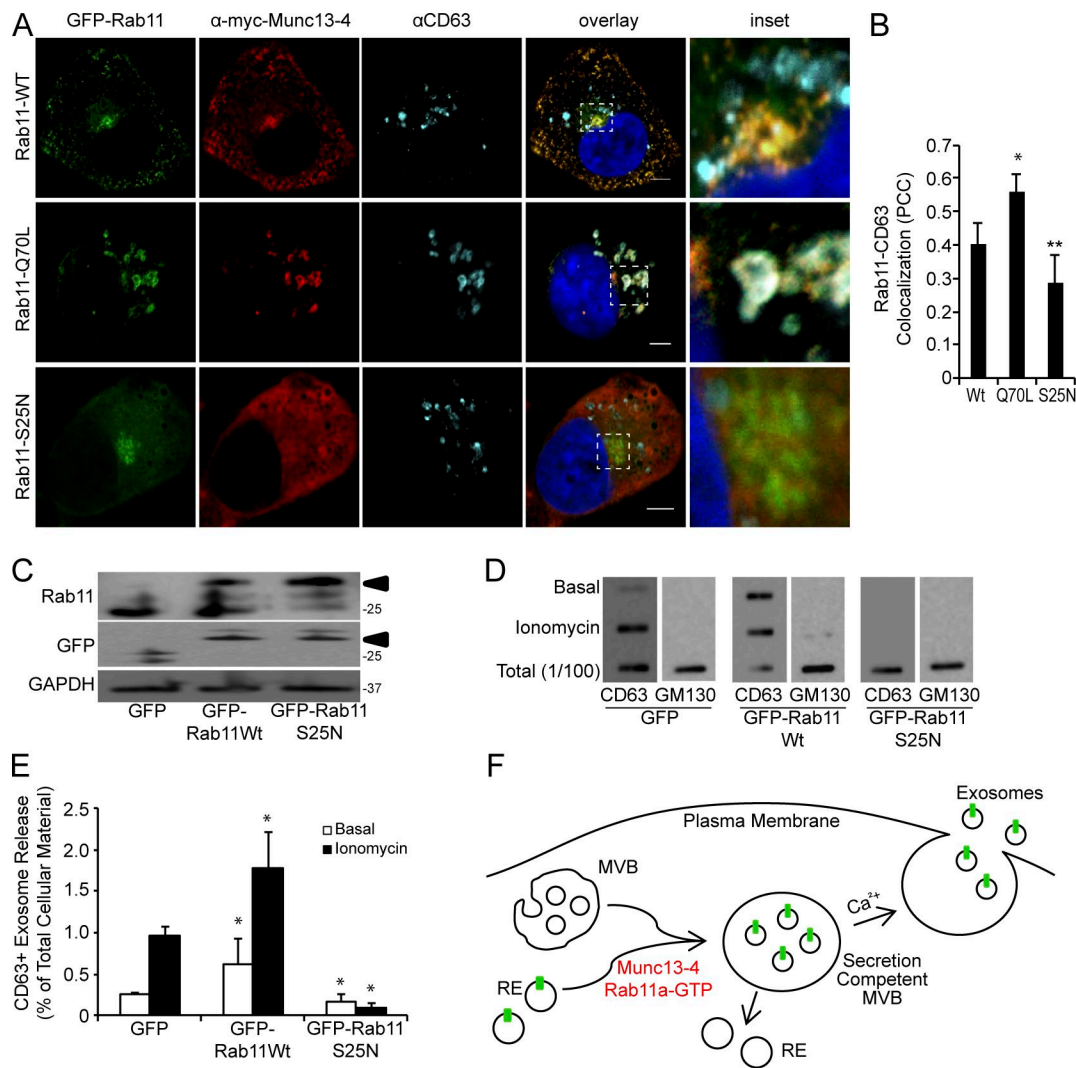 A
GFP-Rab11
α-myc-Munc13-4
αCD63
overlay
inset
Rab11-WT
Rab11-Q70L
Rab11-S25N
B
Rab11-CD63
Colocalization (PCC)
0.7
0.6
0.5
0.4
0.3
0.2
0.1
0
*
**
Wt
Q70L
S25N
C
Rab11
-25
GFP
-25
GAPDH
-37
GFP
GFP-
Rab11Wt
GFP-Rab11
S25N
D
Basal
Ionomycin
Total (1/100)
CD63 GM130
GFP
CD63 GM130
GFP-Rab11
Wt
CD63 GM130
GFP-Rab11
S25N
E
CD63+ Exosome Release
(% of Total Cellular Material)
2.5
2.0
1.5
1.0
0.5
0
Basal
Ionomycin
*
*
*
*
GFP
GFP-
Rab11Wt
GFP-Rab11
S25N
F
Exosomes
Plasma Membrane
MVB
Ca²⁺
Munc13-4
Rab11a-GTP
RE
Secretion
Competent
MVB
RE